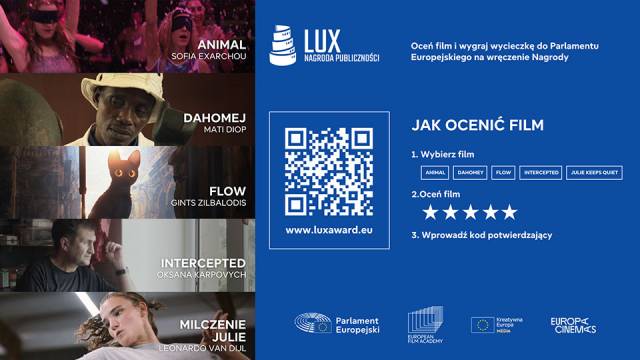 ANIMAL
SOFIA EXARCHOU
DAHOMEJ
MATI DIOP
FLOW
GINTS ZILBALODIS
INTERCEPTED
OKSANA KARPOVYCH
MILCZENIE
JULIE
LEONARDO VAN DIJL
LUX
NAGRODA PUBLICZNOŚCI
Oceń film i wygraj wycieczkę do Parlamentu
Europejskiego na wręczenie Nagrody
www.luxaward.eu
JAK OCENIĆ FILM
1. Wybierz film
ANIMAL DAHOMEY FLOW INTERCEPTED JULIE KEEPS QUIET
2.Oceń film
3. Wprowadź kod potwierdzający
Parlament
Europejski
EUROPEAN
FILM ACADEMY
Kreatywna
Europa
MEDIA
EUROPA
CINEMAS